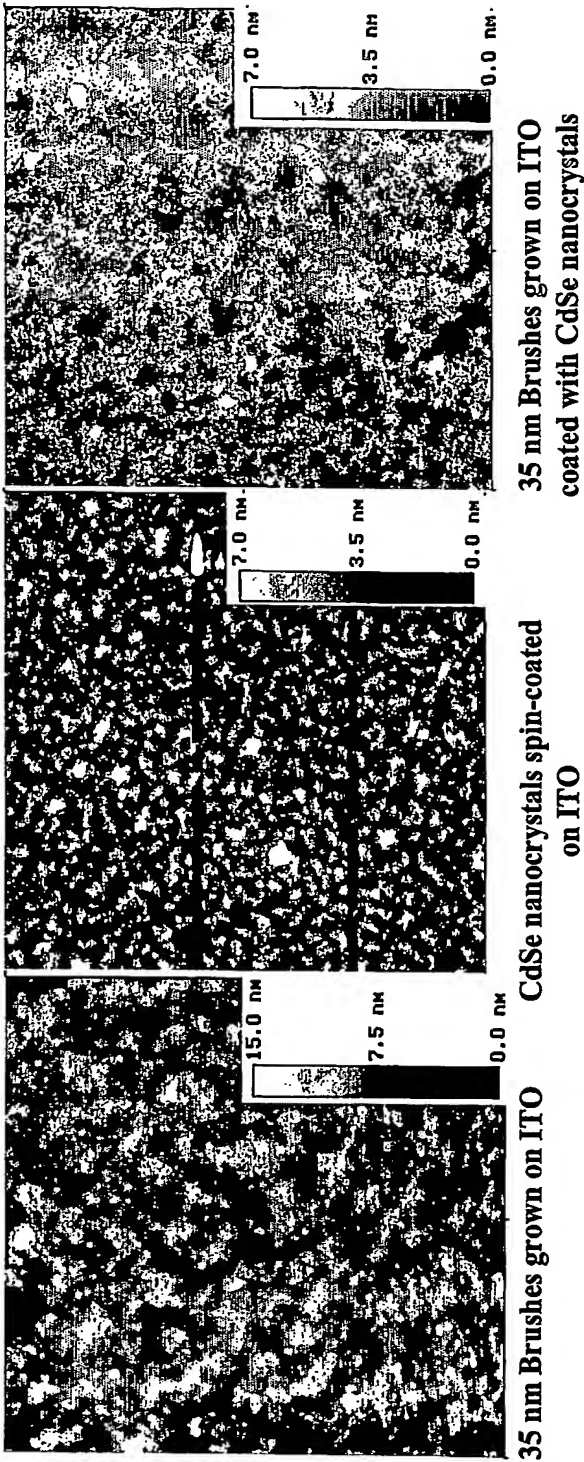 15.0 nM
7.5 nM
0.0 nM
35 nm Brushes grown on ITO
7.0 nM
3.5 nM
0.0 nM
CdSe nanocrystals spin-coated
on ITO
7.0 nM
3.5 nM
0.0 nM
35 nm Brushes grown on ITO
coated with CdSe nanocrystals